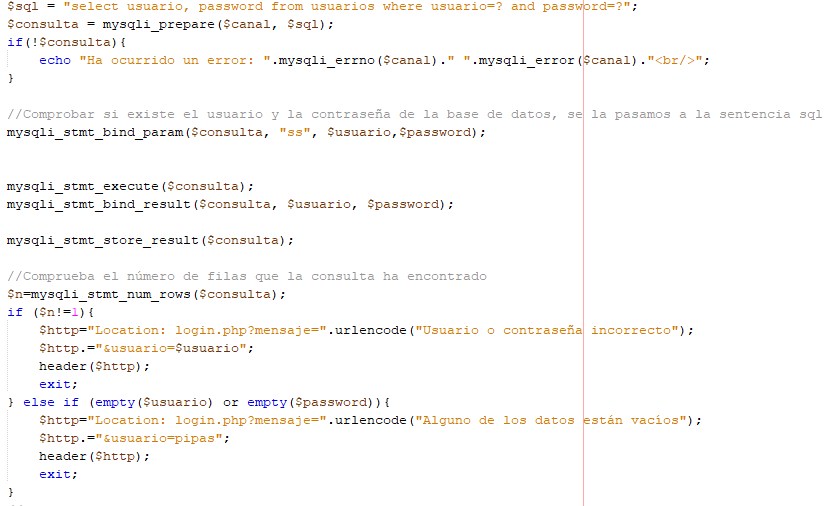 $sql = "select usuario, password from usuarios where usuario=? and password=?";
$consulta = mysqli_prepare($canal, $sql);
if(!$consulta){
echo "Ha ocurrido un error: ".mysqli_errno($canal)." ".mysqli_error($canal)."<br/>";
}
//Comprobar si existe el usuario y la contraseña de la base de datos, se la pasamos a la sentencia sql
mysqli_stmt_bind_param($consulta, "ss", $usuario,$password);
mysqli_stmt_execute($consulta);
mysqli_stmt_bind_result($consulta, $usuario, $password);
mysqli_stmt_store_result($consulta);
//Comprueba el número de filas que la consulta ha encontrado
$n=mysqli_stmt_num_rows($consulta);
if ($n!=1){
$http="Location: login.php?mensaje=".urlencode("Usuario o contraseña incorrecto");
$http.="&usuario=$usuario";
header($http);
exit;
} else if (empty($usuario) or empty($password)){
$http="Location: login.php?mensaje=".urlencode("Alguno de los datos están vacíos");
$http.="&usuario=pipas";
header($http);
exit;
}